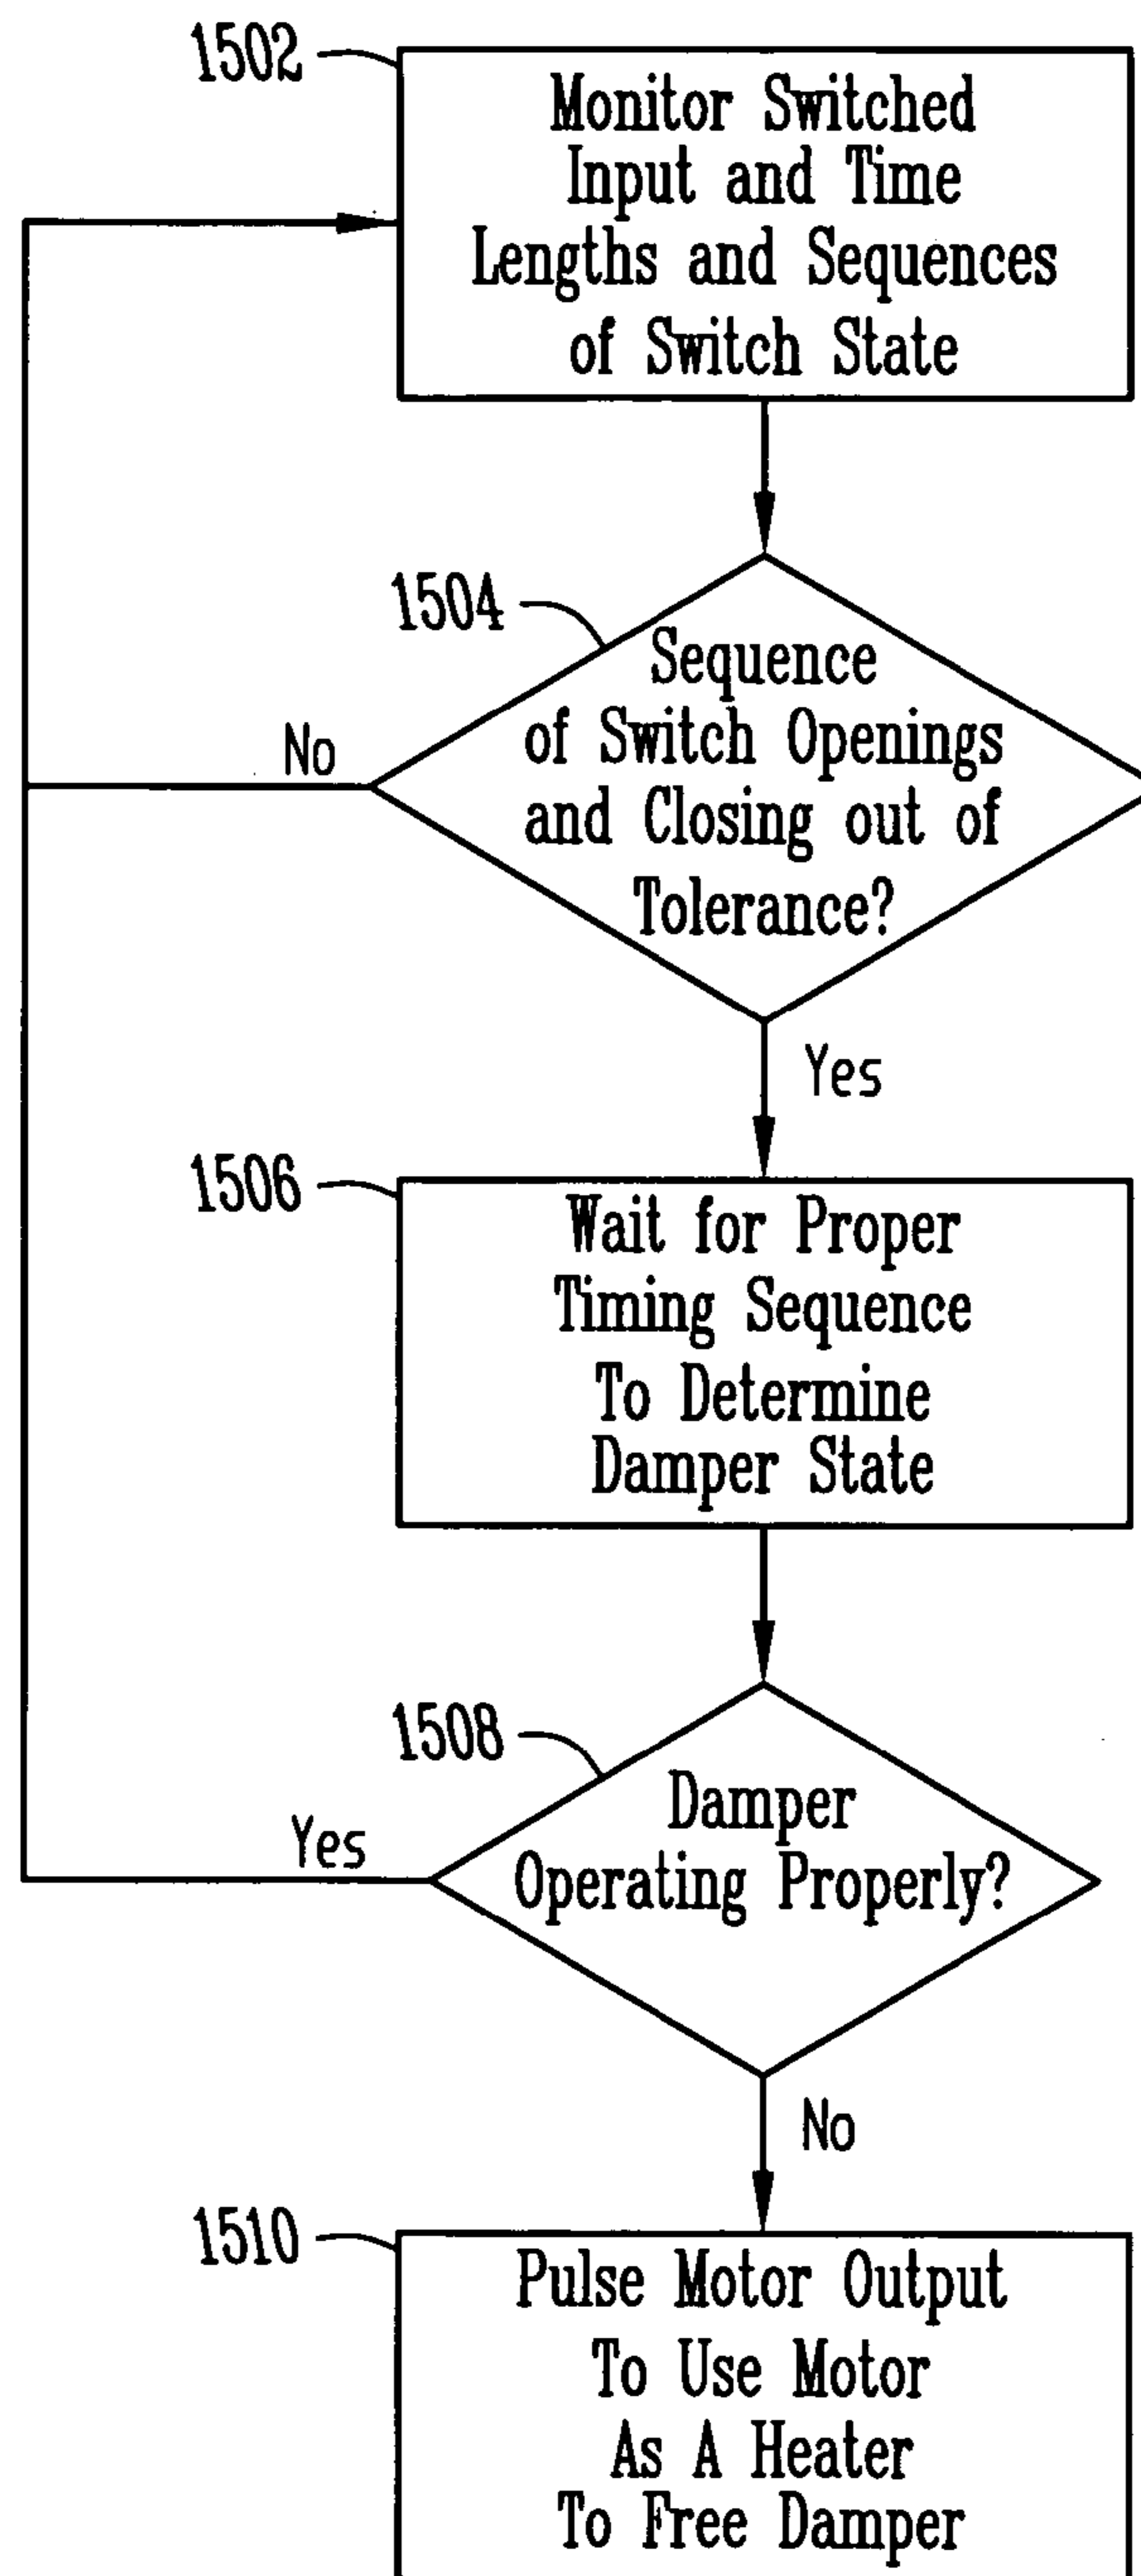 1502
Monitor Switched
Input and Time
Lengths and Sequences
of Switch State
1504
Sequence
of Switch Openings
and Closing out of
Tolerance?
No
Yes
1506
Wait for Proper
Timing Sequence
To Determine
Damper State
1508
Damper
Operating Properly?
Yes
No
1510
Pulse Motor Output
To Use Motor
As A Heater
To Free Damper